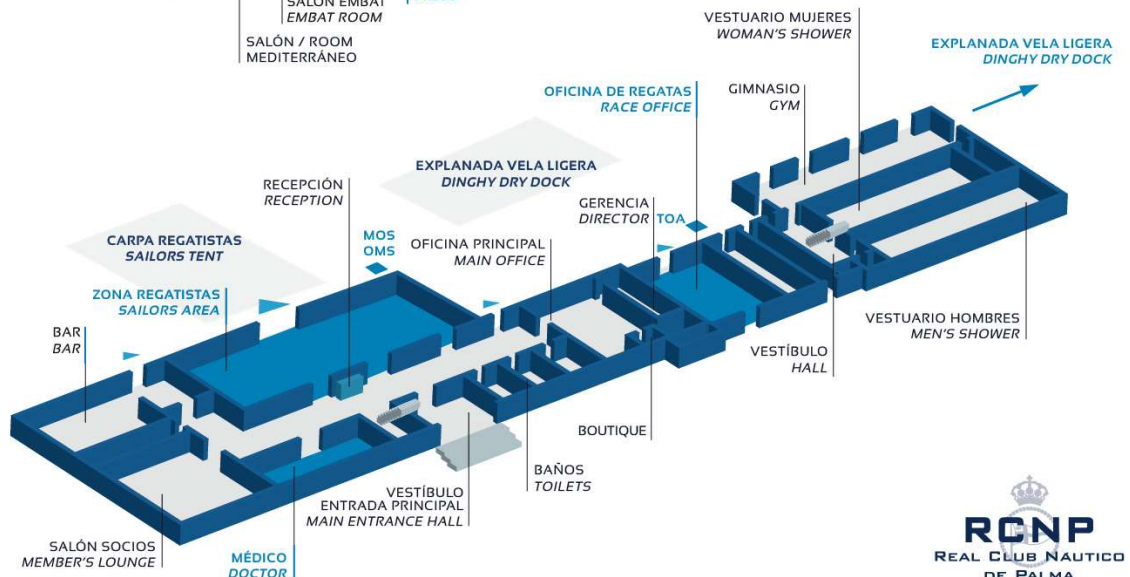 SALÓN EMBAT
EMBAT ROOM
SALÓN / ROOM
MEDITERRÁNEO
VESTUARIO MUJERES
WOMAN'S SHOWER
EXPLANADA VELA LIGERA
DINGHY DRY DOCK
OFICINA DE REGATAS
RACE OFFICE
GIMNASIO
GYM
EXPLANADA VELA LIGERA
DINGHY DRY DOCK
RECEPCIÓN
RECEPTION
GERENCIA
DIRECTOR
TOA
CARPA REGATISTAS
SAILORS TENT
MOS
OMS
OFICINA PRINCIPAL
MAIN OFFICE
ZONA REGATISTAS
SAILORS AREA
BAR
BAR
VESTUARIO HOMBRES
MEN'S SHOWER
VESTÍBULO
HALL
BOUTIQUE
BAÑOS
TOILETS
VESTÍBULO
ENTRADA PRINCIPAL
MAIN ENTRANCE HALL
SALÓN SOCIOS
MEMBER'S LOUNGE
MÉDICO
DOCTOR
RCNP
REAL CLUB NÁUTICO
DE PALMA